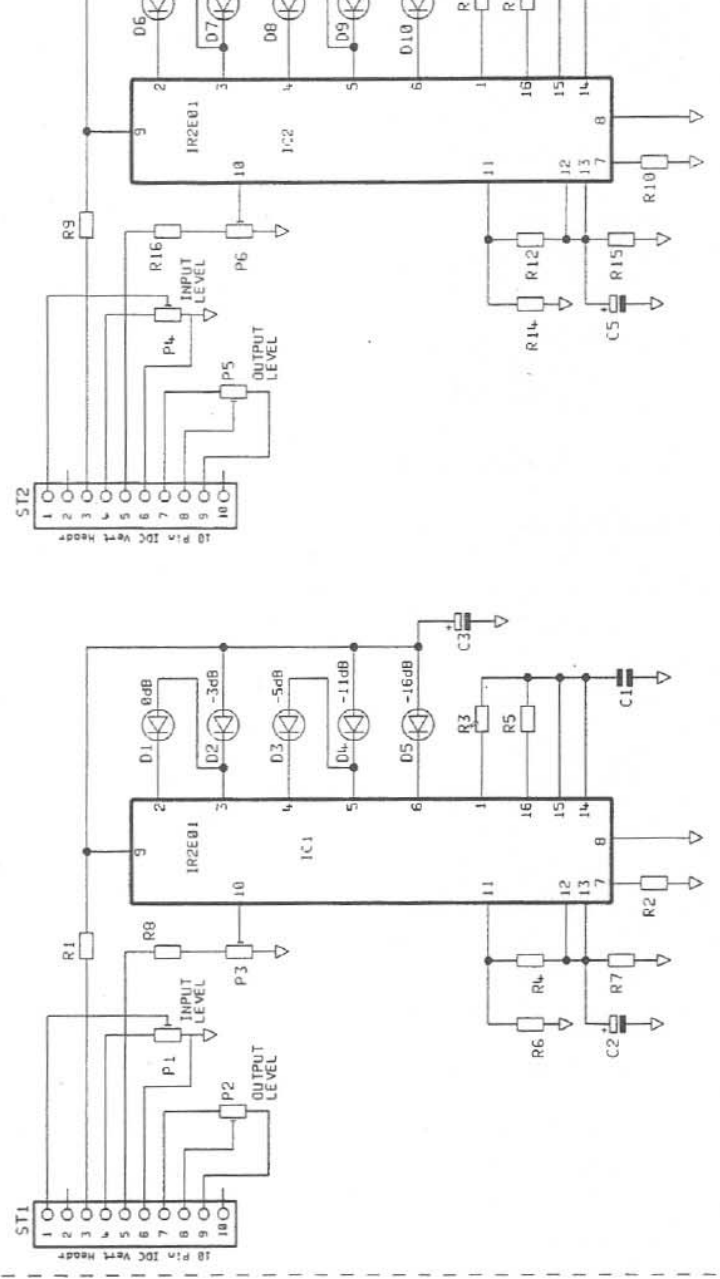 D6
D7
D8
D9
D10
R
R
2
3
4
5
6
1
16
15
14
9
IR2E01
IC2
10
11
12
13
7
8
R9
R16
P6
R10
INPUT
LEVEL
P4
R12
R15
R14
C5
P5
OUTPUT
LEVEL
ST2
1
2
3
4
5
6
7
8
9
10
10 Pin IDC Vert Headr
C3
D1
0dB
D2
-3dB
D3
-5dB
D4
-11dB
D5
-16dB
R3
R5
C1
2
3
4
5
6
1
16
15
14
9
IR2E01
IC1
10
11
12
13
7
8
R1
R8
P3
R2
INPUT
LEVEL
P1
R4
R7
R6
C2
P2
OUTPUT
LEVEL
ST1
1
2
3
4
5
6
7
8
9
10
10 Pin IDC Vert Headr